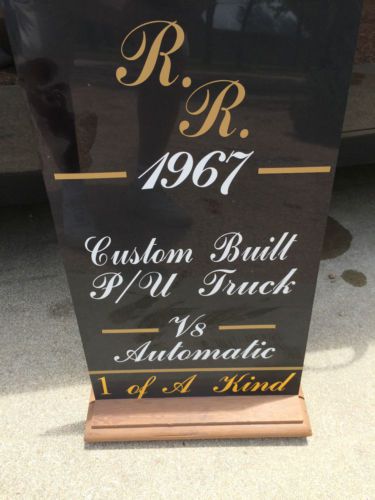 R.
R.
1967
Custom Built
P/U Truck
V8
Automatic
1 of A Kind